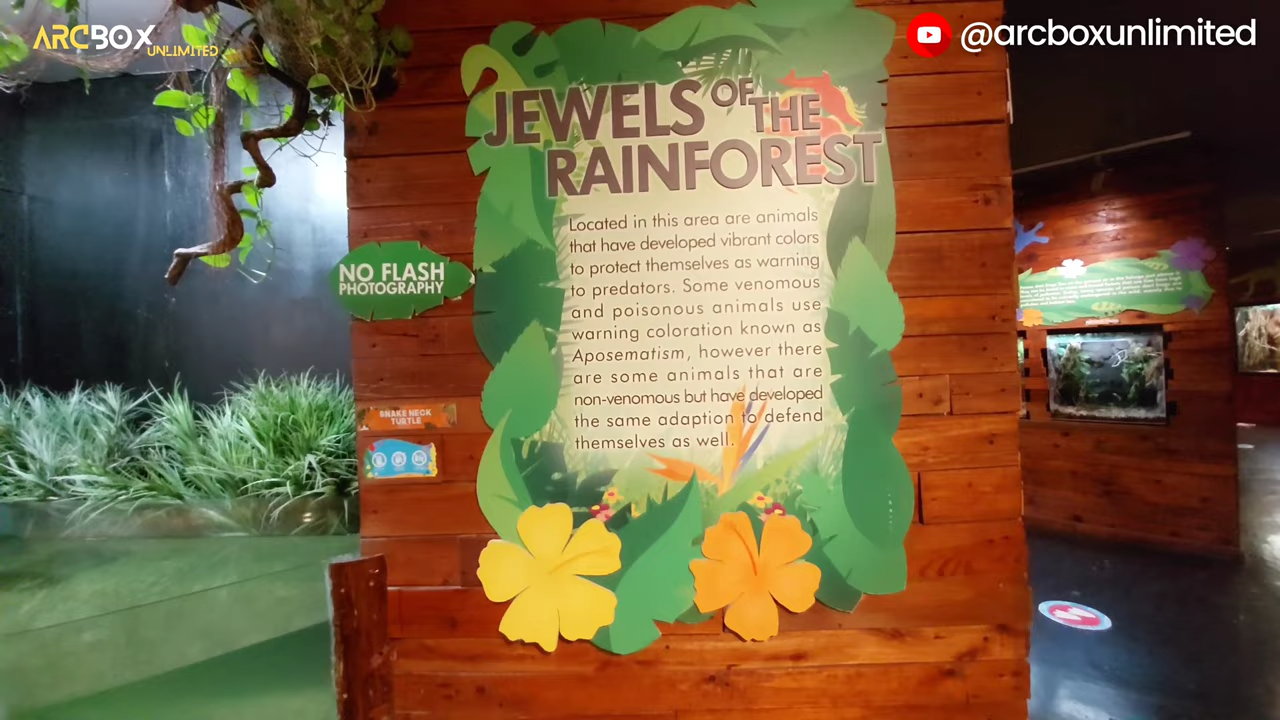 ARCBOX
UNLIMITED
@arcboxunlimited
JEWELS OF THE
RAINFOREST
Located in this area are animals
that have developed vibrant colors
to protect themselves as warning
to predators. Some venomous
and poisonous animals use
warning coloration known as
Aposematism, however there
are some animals that are
non-venomous but have developed
the same adaption to defend
themselves as well.
NO FLASH
PHOTOGRAPHY
SNAKE NECK
TURTLE